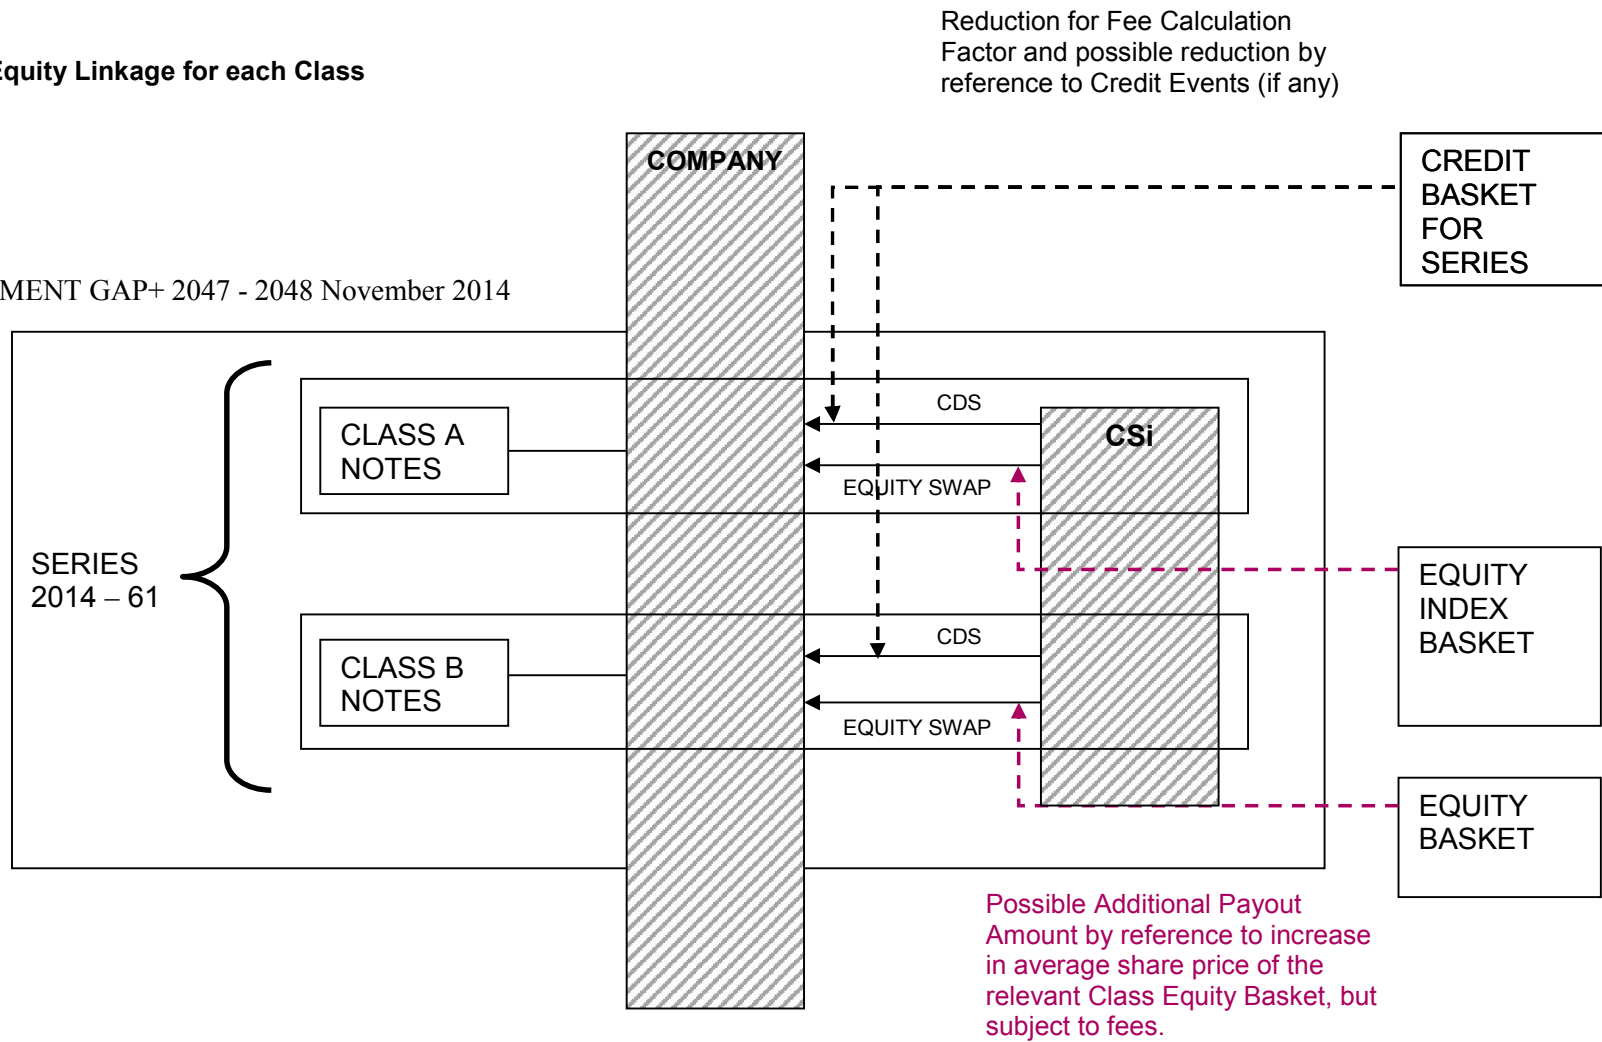 Reduction for Fee Calculation
Factor and possible reduction by
reference to Credit Events (if any)
Equity Linkage for each Class
COMPANY
CREDIT
BASKET
FOR
SERIES
MENT GAP+ 2047 - 2048 November 2014
CDS
CLASS A
NOTES
CSi
EQUITY SWAP
SERIES
2014 – 61
EQUITY
INDEX
BASKET
CDS
CLASS B
NOTES
EQUITY SWAP
EQUITY
BASKET
Possible Additional Payout
Amount by reference to increase
in average share price of the
relevant Class Equity Basket, but
subject to fees.